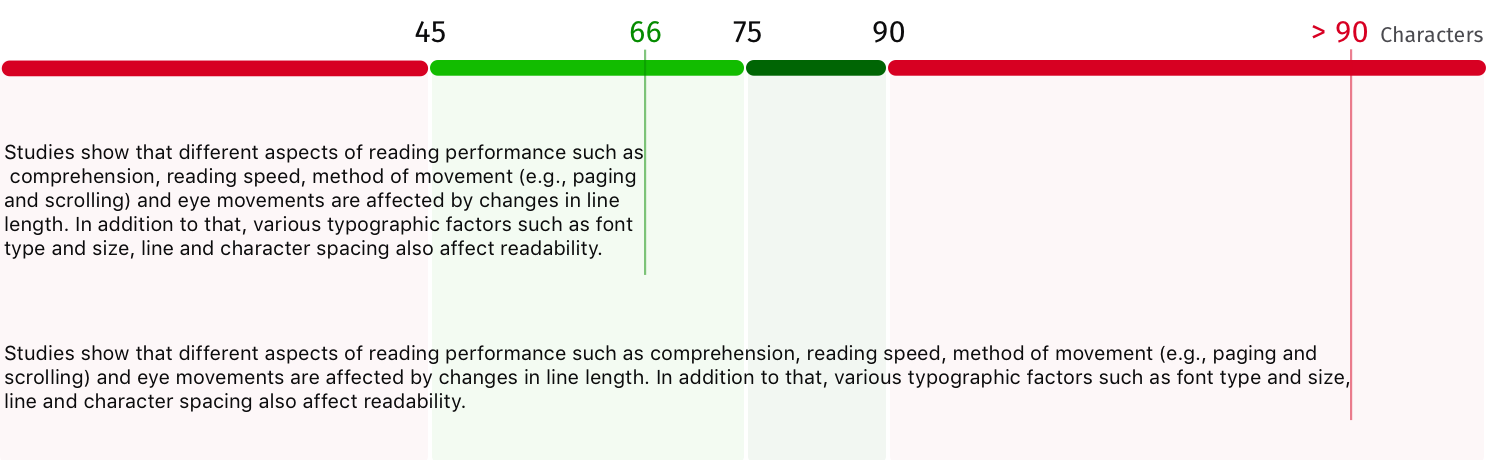 45 66 75 90 > 90 Characters
Studies show that different aspects of reading performance such as
comprehension, reading speed, method of movement (e.g., paging
and scrolling) and eye movements are affected by changes in line
length. In addition to that, various typographic factors such as font
type and size, line and character spacing also affect readability.
Studies show that different aspects of reading performance such as comprehension, reading speed, method of movement (e.g., paging and
scrolling) and eye movements are affected by changes in line length. In addition to that, various typographic factors such as font type and size,
line and character spacing also affect readability.